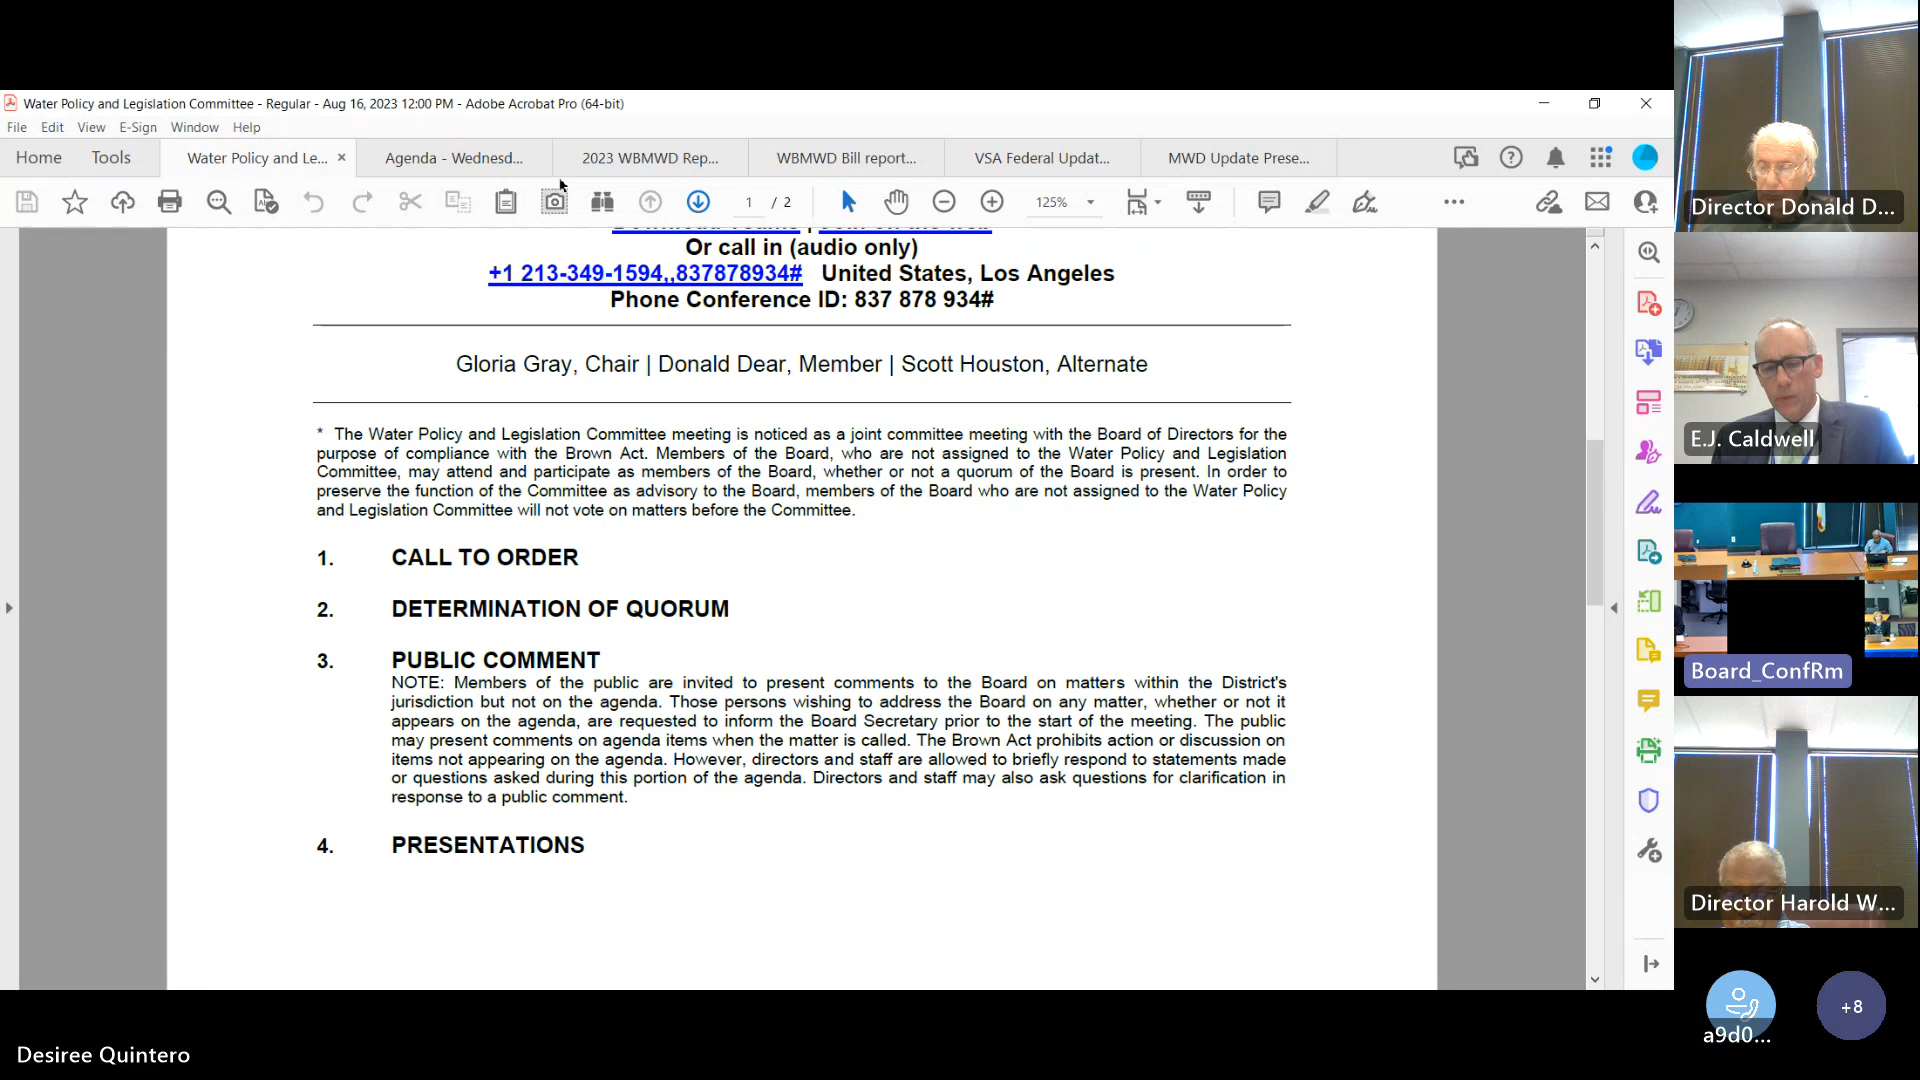 Water Policy and Legislation Committee - Regular - Aug 16, 2023 12:00 PM - Adobe Acrobat Pro (64-bit)
File Edit View E-Sign Window Help
Home Tools Water Policy and Le... Agenda - Wednesd... 2023 WBMWD Rep... WBMWD Bill report... VSA Federal Updat... MWD Update Prese...
1 / 2 125%
Or call in (audio only)
+1 213-349-1594,,837878934# United States, Los Angeles
Phone Conference ID: 837 878 934#
Gloria Gray, Chair | Donald Dear, Member | Scott Houston, Alternate
* The Water Policy and Legislation Committee meeting is noticed as a joint committee meeting with the Board of Directors for the
purpose of compliance with the Brown Act. Members of the Board, who are not assigned to the Water Policy and Legislation
Committee, may attend and participate as members of the Board, whether or not a quorum of the Board is present. In order to
preserve the function of the Committee as advisory to the Board, members of the Board who are not assigned to the Water Policy
and Legislation Committee will not vote on matters before the Committee.
1. CALL TO ORDER
2. DETERMINATION OF QUORUM
3. PUBLIC COMMENT
NOTE: Members of the public are invited to present comments to the Board on matters within the District's
jurisdiction but not on the agenda. Those persons wishing to address the Board on any matter, whether or not it
appears on the agenda, are requested to inform the Board Secretary prior to the start of the meeting. The public
may present comments on agenda items when the matter is called. The Brown Act prohibits action or discussion on
items not appearing on the agenda. However, directors and staff are allowed to briefly respond to statements made
or questions asked during this portion of the agenda. Directors and staff may also ask questions for clarification in
response to a public comment.
4. PRESENTATIONS
Director Donald D...
E.J. Caldwell
Board_ConfRm
Director Harold W...
a9d0...
+8
Desiree Quintero